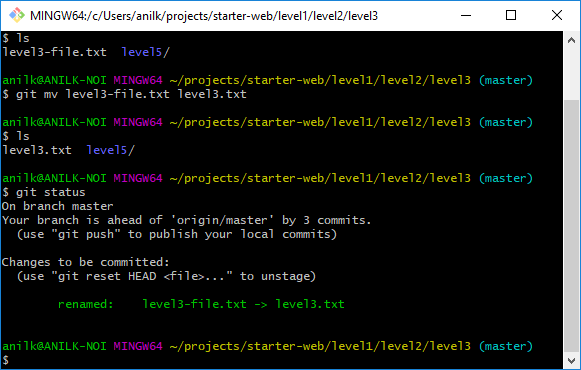 MINGW64:/c/Users/anilk/projects/starter-web/level1/level2/level3
$ ls
level3-file.txt  level5/
anilk@ANILK-NOI MINGW64 ~/projects/starter-web/level1/level2/level3 (master)
$ git mv level3-file.txt level3.txt
anilk@ANILK-NOI MINGW64 ~/projects/starter-web/level1/level2/level3 (master)
$ ls
level3.txt  level5/
anilk@ANILK-NOI MINGW64 ~/projects/starter-web/level1/level2/level3 (master)
$ git status
On branch master
Your branch is ahead of 'origin/master' by 3 commits.
  (use "git push" to publish your local commits)
Changes to be committed:
  (use "git reset HEAD <file>..." to unstage)
        renamed:    level3-file.txt -> level3.txt
anilk@ANILK-NOI MINGW64 ~/projects/starter-web/level1/level2/level3 (master)
$